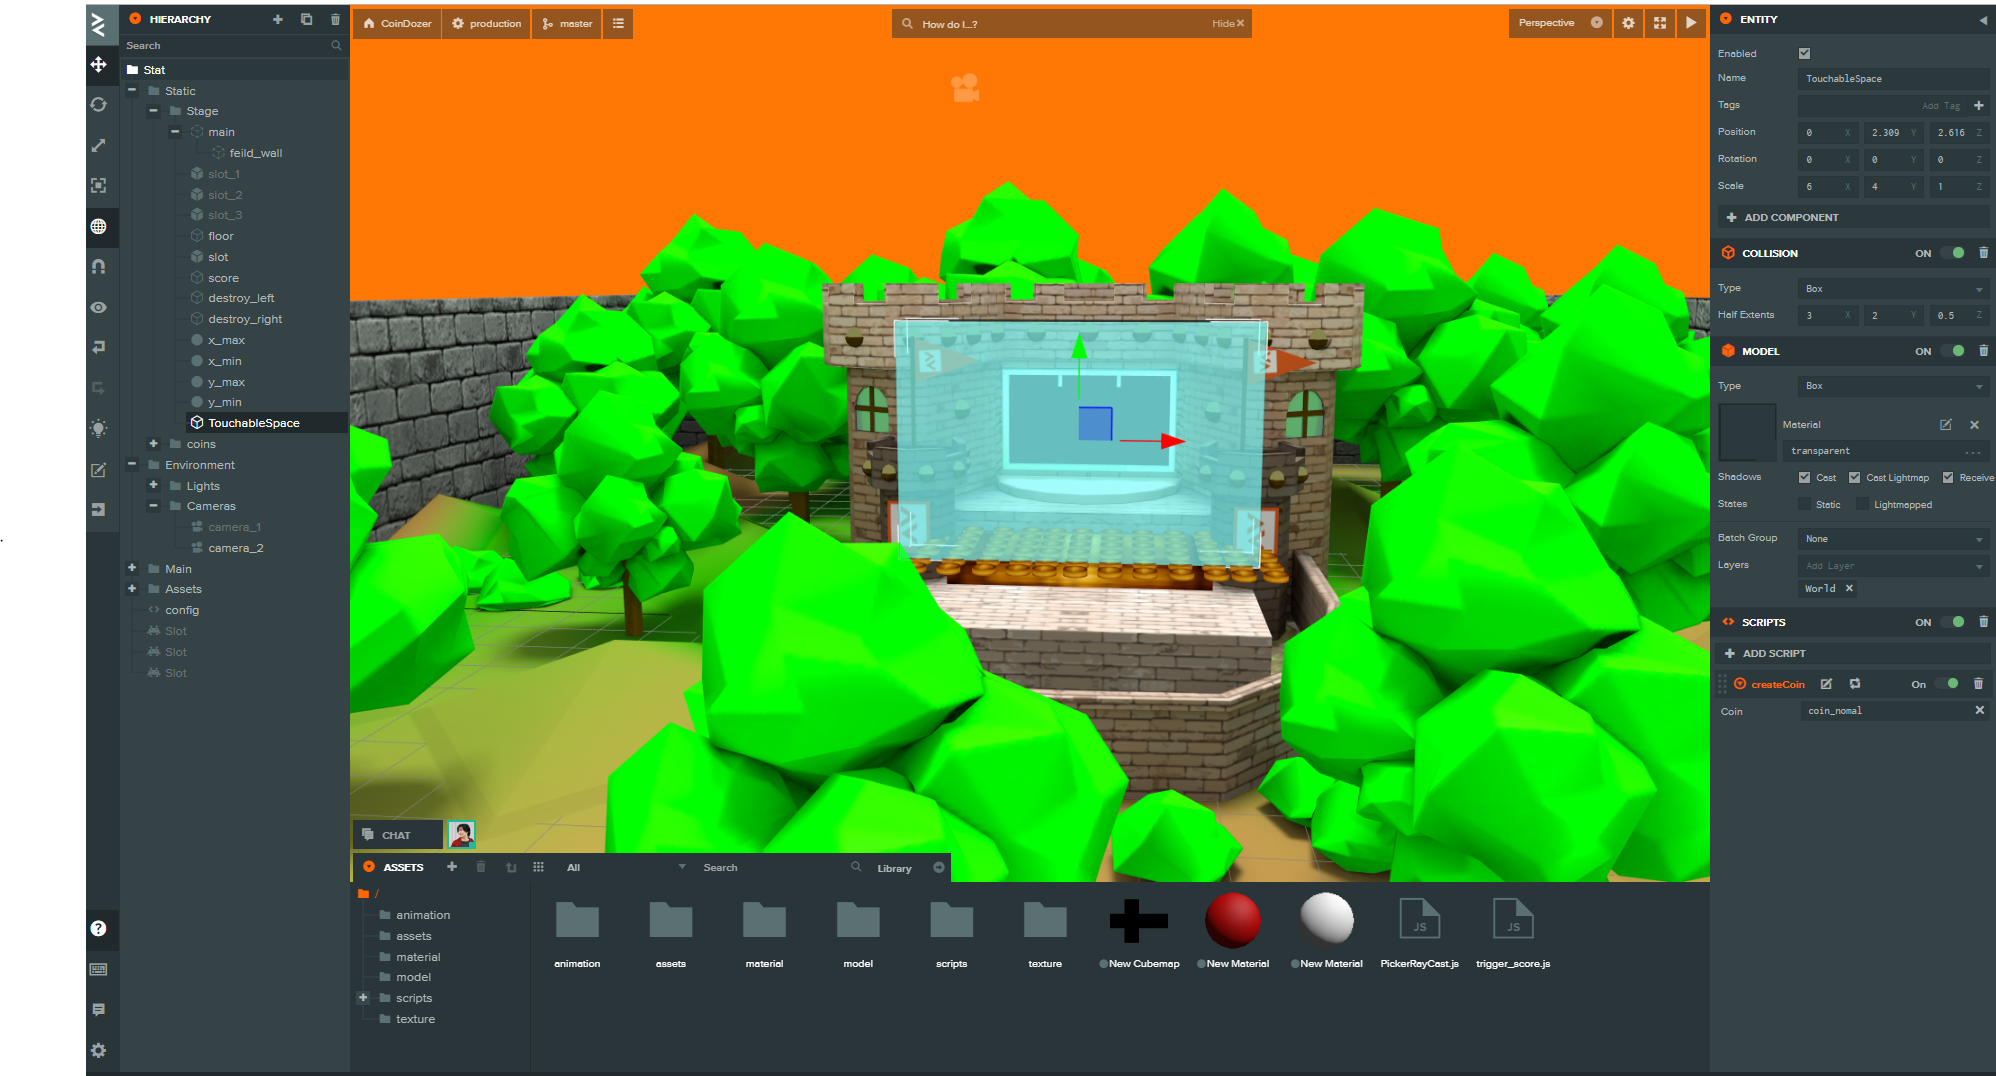 HIERARCHY
Search
Stat
Static
Stage
main
feild_wall
slot_1
slot_2
slot_3
floor
slot
score
destroy_left
destroy_right
x_max
x_min
y_max
y_min
TouchableSpace
coins
Environment
Lights
Cameras
camera_1
camera_2
Main
Assets
config
Slot
Slot
Slot
CoinDozer production master
How do I...? Hide
Perspective
CHAT
ASSETS All Search Library
/
animation
assets
material
model
scripts
texture
JS JS
animation assets material model scripts texture New Cubemap New Material New Material PickerRayCast.js trigger_score.js
ENTITY
Enabled
Name TouchableSpace
Tags Add Tag
Position 0 X 2.309 Y 2.616 Z
Rotation 0 X 0 Y 0 Z
Scale 6 X 4 Y 1 Z
ADD COMPONENT
COLLISION ON
Type Box
Half Extents 3 X 2 Y 0.5 Z
MODEL ON
Type Box
Material
transparent ...
Shadows Cast Cast Lightmap Receive
States Static Lightmapped
Batch Group None
Layers Add Layer
World
SCRIPTS ON
ADD SCRIPT
createCoin On
Coin coin_nomal